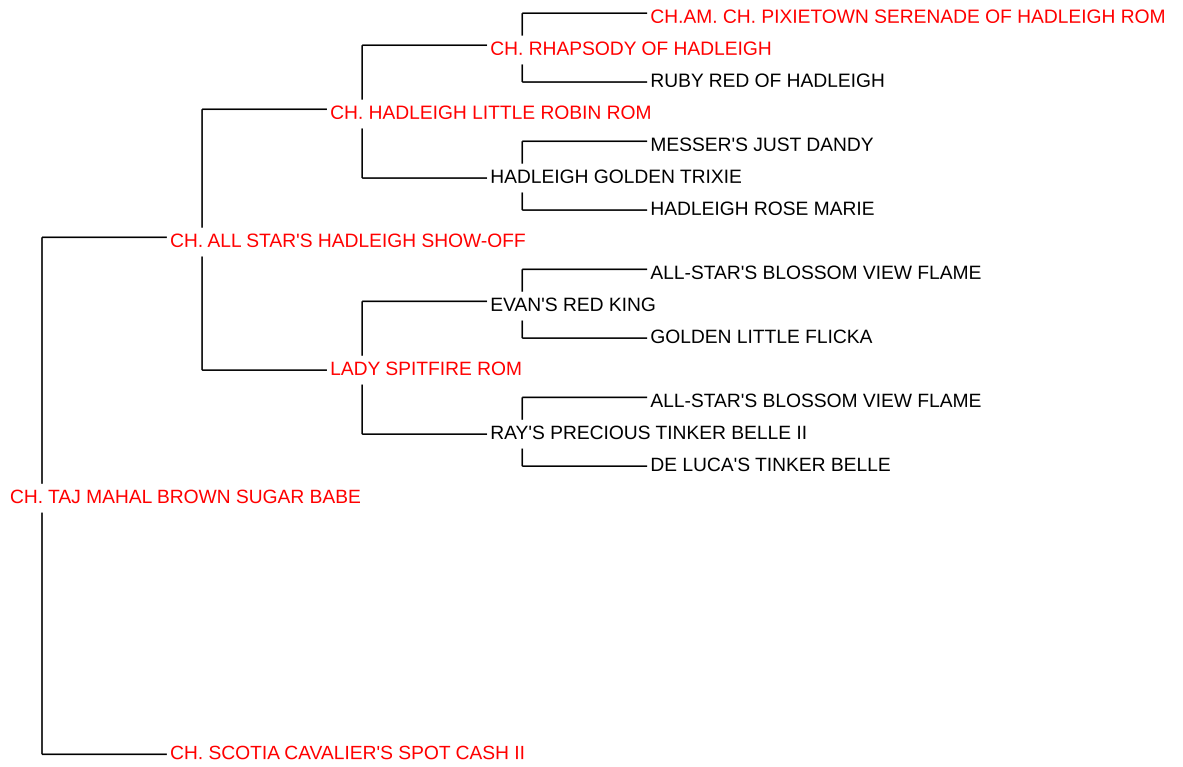 CH.AM. CH. PIXIETOWN SERENADE OF HADLEIGH ROM
CH. RHAPSODY OF HADLEIGH
RUBY RED OF HADLEIGH
CH. HADLEIGH LITTLE ROBIN ROM
MESSER'S JUST DANDY
HADLEIGH GOLDEN TRIXIE
HADLEIGH ROSE MARIE
CH. ALL STAR'S HADLEIGH SHOW-OFF
ALL-STAR'S BLOSSOM VIEW FLAME
EVAN'S RED KING
GOLDEN LITTLE FLICKA
LADY SPITFIRE ROM
ALL-STAR'S BLOSSOM VIEW FLAME
RAY'S PRECIOUS TINKER BELLE II
DE LUCA'S TINKER BELLE
CH. TAJ MAHAL BROWN SUGAR BABE
CH. SCOTIA CAVALIER'S SPOT CASH II